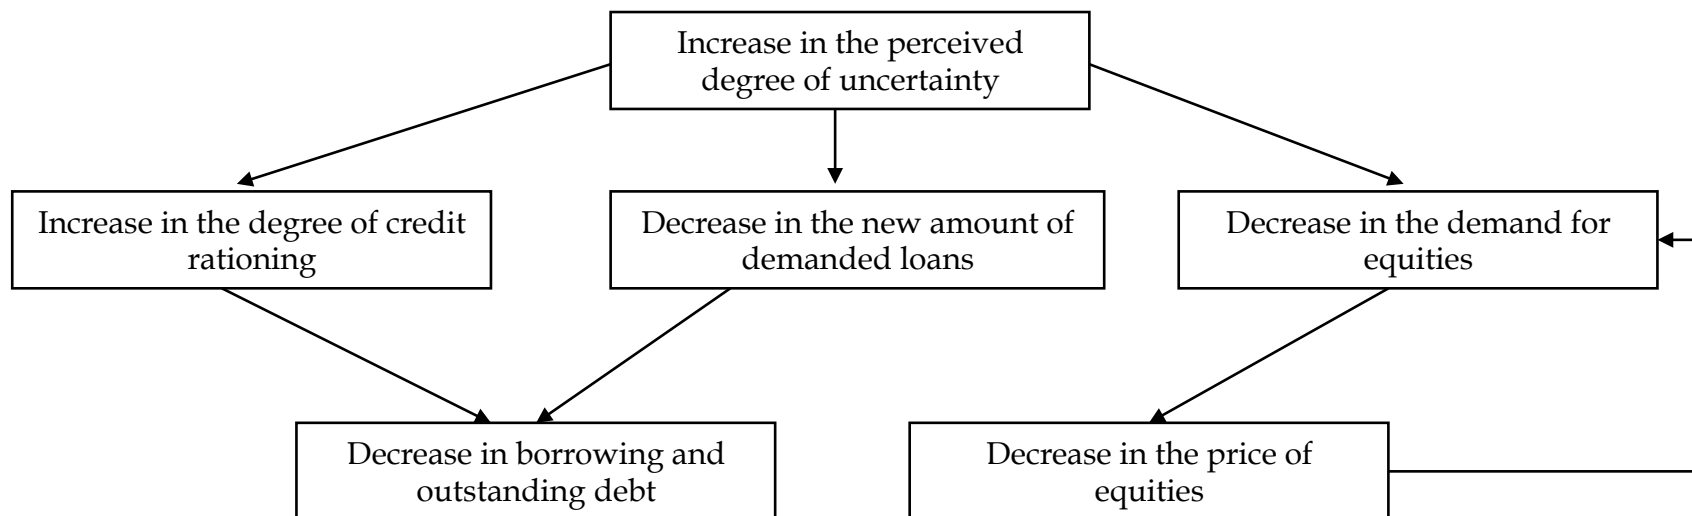 Increase in the perceived
degree of uncertainty
Increase in the degree of credit
rationing
Decrease in the new amount of
demanded loans
Decrease in the demand for
equities
Decrease in borrowing and
outstanding debt
Decrease in the price of
equities